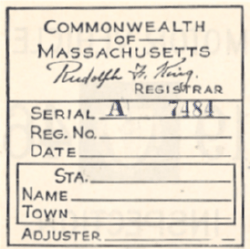 COMMONWEALTH
OF
MASSACHUSETTS
Rudolph F. King.
REGISTRAR
SERIAL A 7484
REG. NO.
DATE
STA.
NAME
TOWN
ADJUSTER